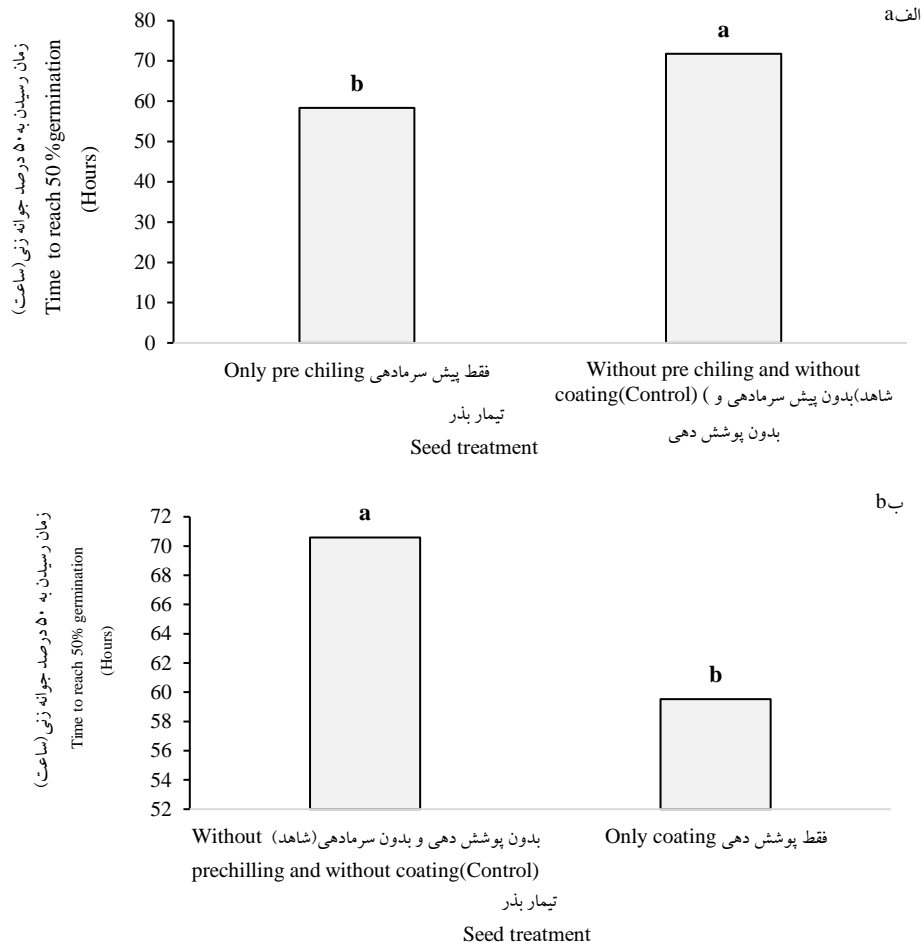 الفa
زمان رسیدن به ۵۰ درصد جوانه زنی(ساعت)
Time to reach 50 %germination
(Hours)
80
70
60
50
40
30
20
10
0
b
a
Only pre chiling فقط پیش سرمادهی
Without pre chiling and without
coating(Control) ( شاهد)بدون پیش سرمادهی و
بدون پوشش دهی
تیمار بذر
Seed treatment
بb
زمان رسیدن به ۵۰ درصد جوانه زنی (ساعت)
Time to reach 50% germination
(Hours)
72
70
68
66
64
62
60
58
56
54
52
a
b
Without بدون پوشش دهی و بدون سرمادهی(شاهد)
prechilling and without coating(Control)
Only coating فقط پوشش دهی
تیمار بذر
Seed treatment